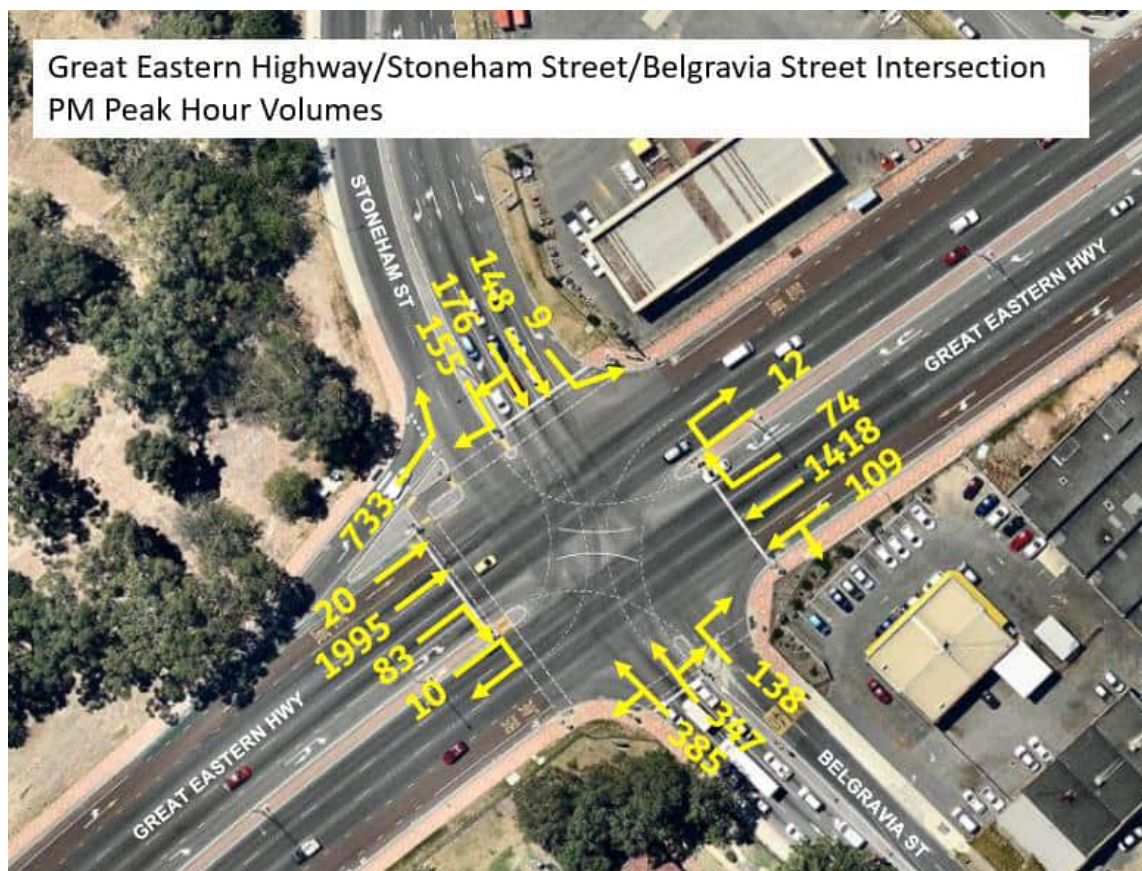 Great Eastern Highway/Stoneham Street/Belgravia Street Intersection
PM Peak Hour Volumes
STONEHAM ST
155
176
148
9
GREAT EASTERN HWY
12
74
1418
109
733
20
1995
83
10
GREAT EASTERN HWY
138
347
385
BELGRAVIA ST